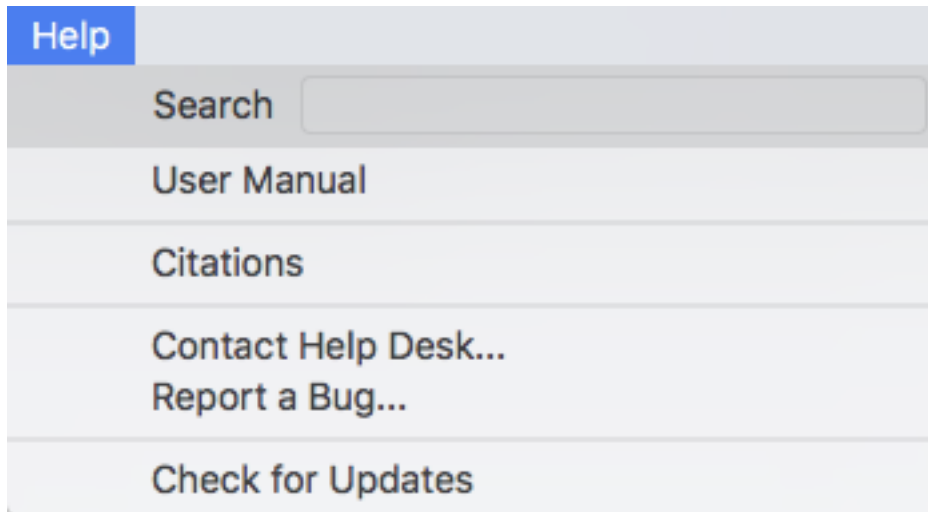 Help
Search
User Manual
Citations
Contact Help Desk...
Report a Bug...
Check for Updates